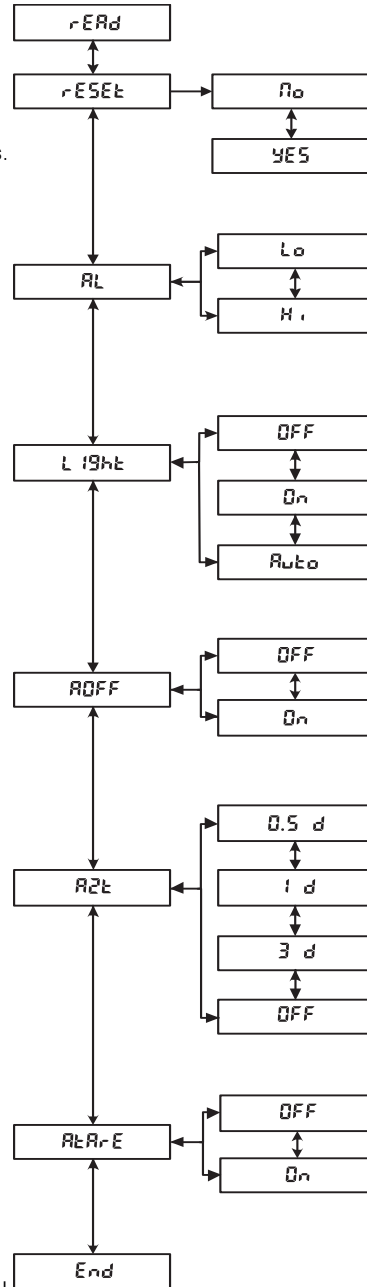 rEAd
rESEt
No
YES
s.
AL
Lo
Hi
LIght
OFF
On
Auto
AOFF
OFF
On
AZt
0.5 d
1 d
3 d
OFF
AtArE
OFF
On
End